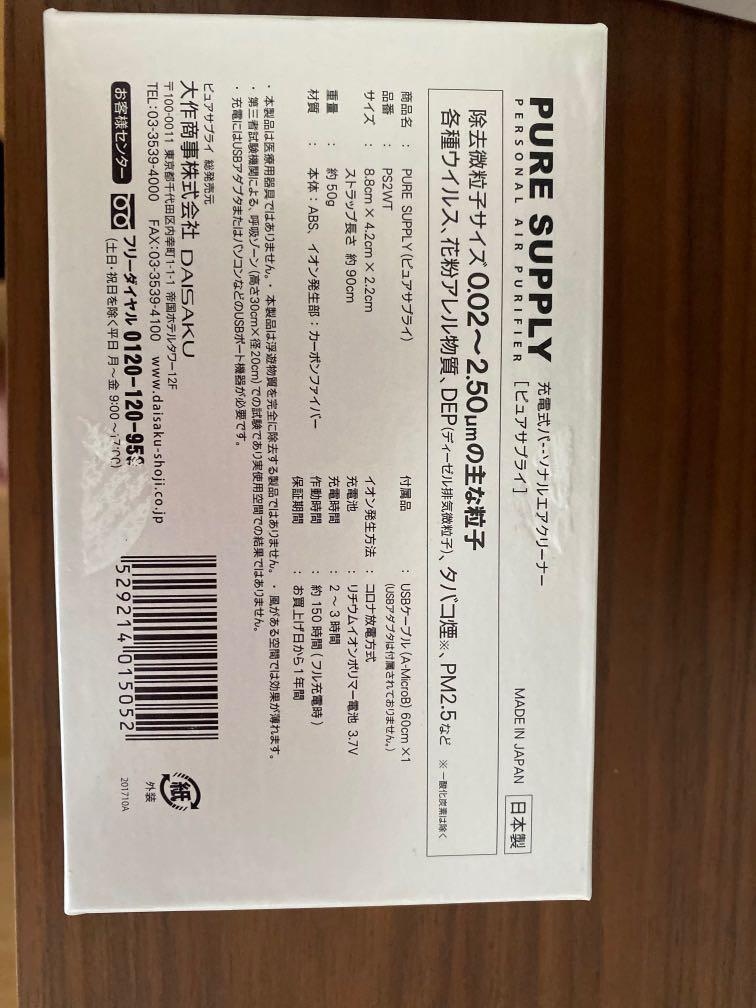 PURE SUPPLY 充電式パーソナルエアクリーナー
PERSONAL AIR PURIFIER [ピュアサプライ]
MADE IN JAPAN 日本製
除去微粒子サイズ 0.02～2.50μmの主な粒子
各種ウイルス、花粉アレル物質、DEP(ディーゼル排気微粒子)、タバコ煙※、PM2.5など ※一酸化炭素は除く
商品名 : PURE SUPPLY (ピュアサプライ)
品番 : PS2WT
サイズ : 8.8cm×4.2cm×2.2cm
ストラップ長さ 約90cm
重量 : 約50g
材質 : 本体:ABS、イオン発生部:カーボンファイバー
付属品 : USBケーブル (A-MicroB) 60cm×1
(USBアダプタは付属されておりません。)
イオン発生方法 : コロナ放電方式
充電池 : リチウムイオンポリマー電池 3.7V
充電時間 : 2～3時間
作動時間 : 約150時間 (フル充電時)
保証期間 : お買上げ日から1年間
・本製品は医療用器具ではありません。・本製品は浮遊物質を完全に除去する製品ではありません。・風がある空間では効果が薄れます。
・第三者試験機関による、呼吸ゾーン(高さ30cm×径20cm)での試験であり実使用空間での結果ではありません。
・充電にはUSBアダプタまたはパソコンなどのUSBポート機器が必要です。
ピュアサプライ 総発売元
大作商事株式会社 DAISAKU
〒100-0011 東京都千代田区内幸町1-1-1 帝国ホテルタワー12F
TEL:03-3539-4000 FAX:03-3539-4100 www.daisaku-shoji.co.jp
お客様センター フリーダイヤル 0120-120-95
(土日・祝日を除く平日 月～金 9:00～17:00)
529214 015052
紙
外装
201710A